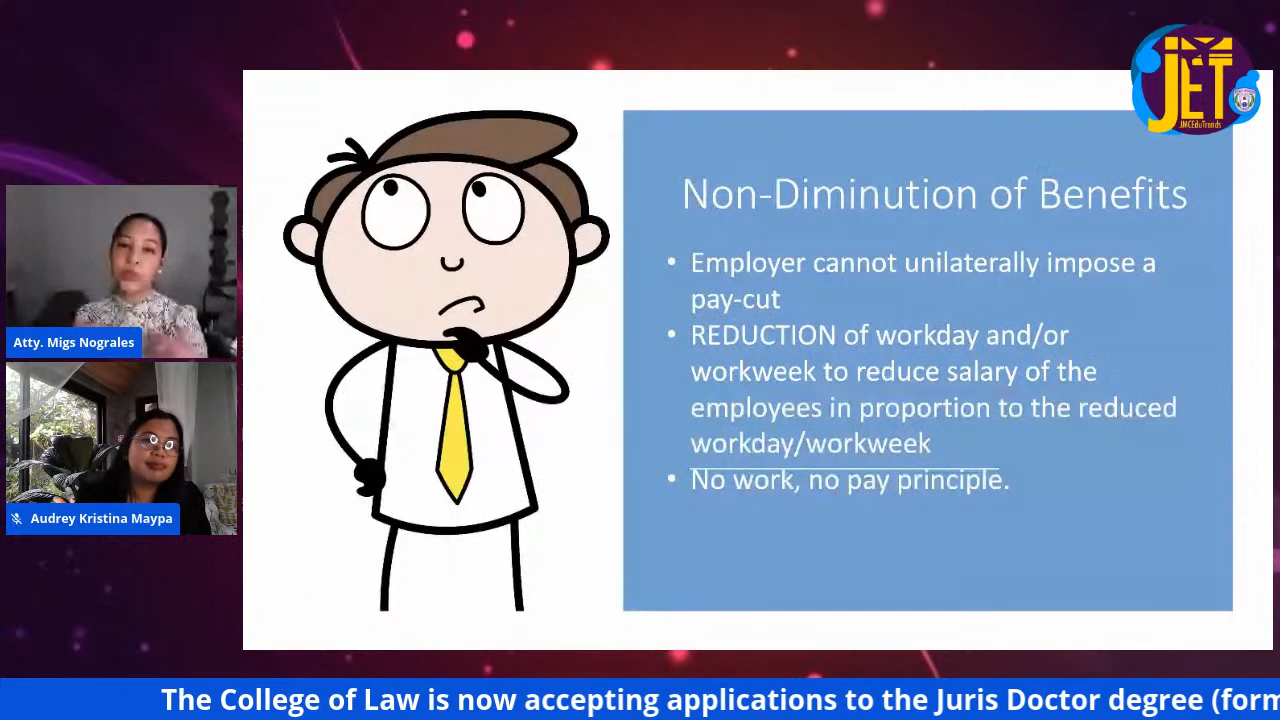 JMC
JET
JMCEduTrends
Non-Diminution of Benefits
• Employer cannot unilaterally impose a
pay-cut
• REDUCTION of workday and/or
workweek to reduce salary of the
employees in proportion to the reduced
workday/workweek
• No work, no pay principle.
Atty. Migs Nograles
Audrey Kristina Maypa
The College of Law is now accepting applications to the Juris Doctor degree (form